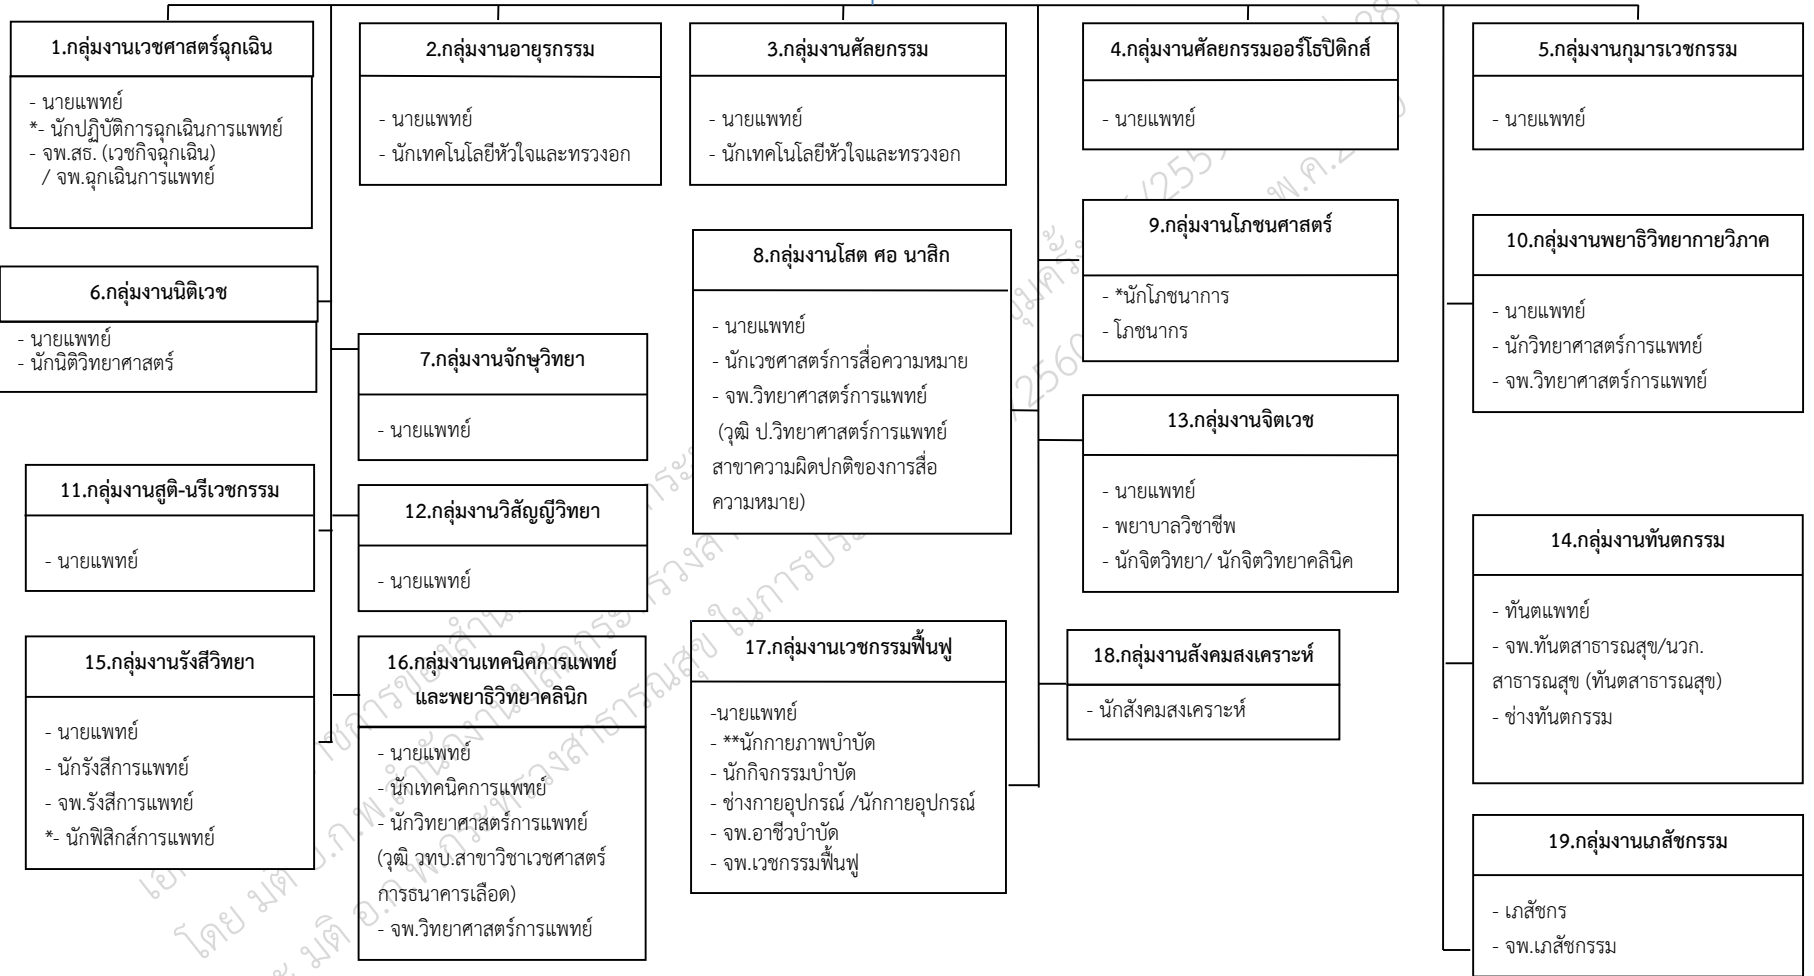 1.กลุ่มงานเวชศาสตร์ฉุกเฉิน
- นายแพทย์
*- นักปฏิบัติการฉุกเฉินการแพทย์
- จพ.สธ. (เวชกิจฉุกเฉิน)
/ จพ.ฉุกเฉินการแพทย์
2.กลุ่มงานอายุรกรรม
- นายแพทย์
- นักเทคโนโลยีหัวใจและทรวงอก
3.กลุ่มงานศัลยกรรม
- นายแพทย์
- นักเทคโนโลยีหัวใจและทรวงอก
4.กลุ่มงานศัลยกรรมออร์โธปิดิกส์
- นายแพทย์
5.กลุ่มงานกุมารเวชกรรม
- นายแพทย์
6.กลุ่มงานนิติเวช
- นายแพทย์
- นักนิติวิทยาศาสตร์
7.กลุ่มงานจักษุวิทยา
- นายแพทย์
8.กลุ่มงานโสต ศอ นาสิก
- นายแพทย์
- นักเวชศาสตร์การสื่อความหมาย
- จพ.วิทยาศาสตร์การแพทย์
(วุฒิ ป.วิทยาศาสตร์การแพทย์
สาขาความผิดปกติของการสื่อ
ความหมาย)
9.กลุ่มงานโภชนศาสตร์
- *นักโภชนาการ
- โภชนากร
10.กลุ่มงานพยาธิวิทยากายวิภาค
- นายแพทย์
- นักวิทยาศาสตร์การแพทย์
- จพ.วิทยาศาสตร์การแพทย์
11.กลุ่มงานสูติ-นรีเวชกรรม
- นายแพทย์
12.กลุ่มงานวิสัญญีวิทยา
- นายแพทย์
13.กลุ่มงานจิตเวช
- นายแพทย์
- พยาบาลวิชาชีพ
- นักจิตวิทยา/ นักจิตวิทยาคลินิค
14.กลุ่มงานทันตกรรม
- ทันตแพทย์
- จพ.ทันตสาธารณสุข/นวก.
สาธารณสุข (ทันตสาธารณสุข)
- ช่างทันตกรรม
15.กลุ่มงานรังสีวิทยา
- นายแพทย์
- นักรังสีการแพทย์
- จพ.รังสีการแพทย์
*- นักฟิสิกส์การแพทย์
16.กลุ่มงานเทคนิคการแพทย์
และพยาธิวิทยาคลินิก
- นายแพทย์
- นักเทคนิคการแพทย์
- นักวิทยาศาสตร์การแพทย์
(วุฒิ วทบ.สาขาวิชาเวชศาสตร์
การธนาคารเลือด)
- จพ.วิทยาศาสตร์การแพทย์
17.กลุ่มงานเวชกรรมฟื้นฟู
-นายแพทย์
- **นักกายภาพบำบัด
- นักกิจกรรมบำบัด
- ช่างกายอุปกรณ์ /นักกายอุปกรณ์
- จพ.อาชีวบำบัด
- จพ.เวชกรรมฟื้นฟู
18.กลุ่มงานสังคมสงเคราะห์
- นักสังคมสงเคราะห์
19.กลุ่มงานเภสัชกรรม
- เภสัชกร
- จพ.เภสัชกรรม